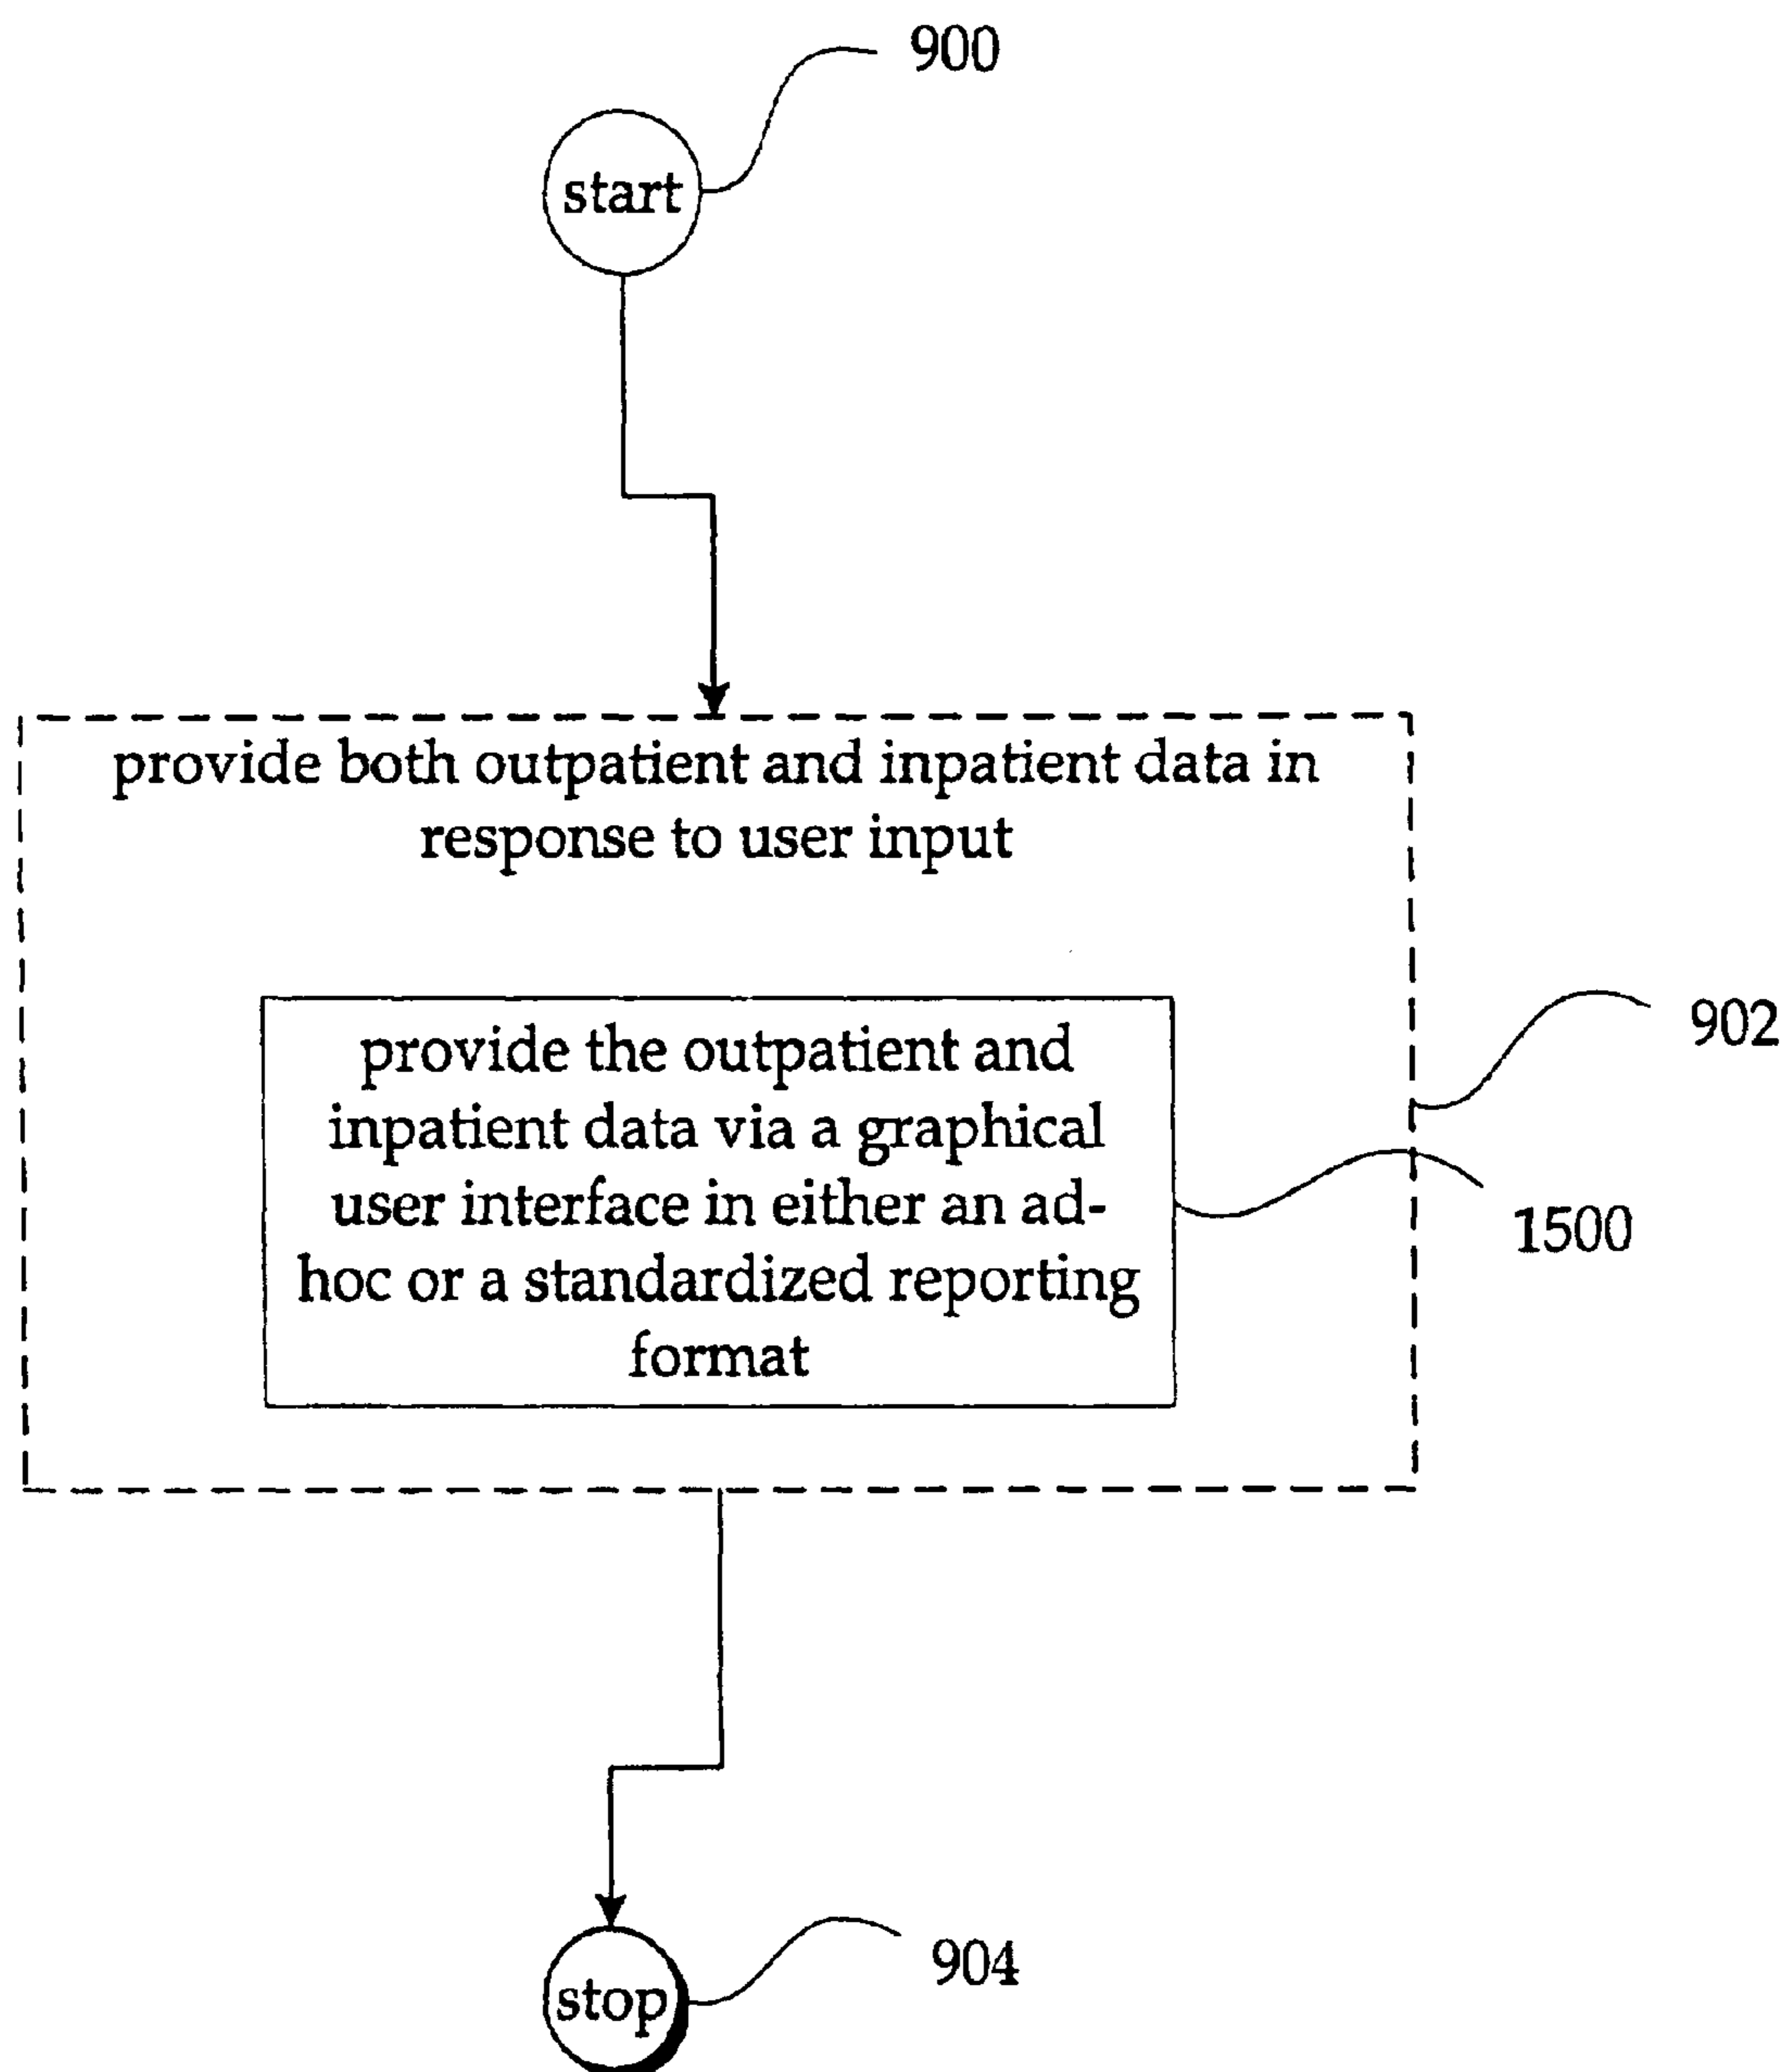 900
start
provide both outpatient and inpatient data in
response to user input
902
provide the outpatient and
inpatient data via a graphical
user interface in either an ad-
hoc or a standardized reporting
format
1500
904
stop